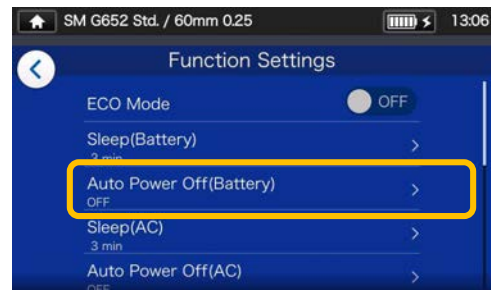 SM G652 Std. / 60mm 0.25
13:06
Function Settings
ECO Mode
OFF
Sleep(Battery)
3 min
Auto Power Off(Battery)
OFF
Sleep(AC)
3 min
Auto Power Off(AC)
OFF